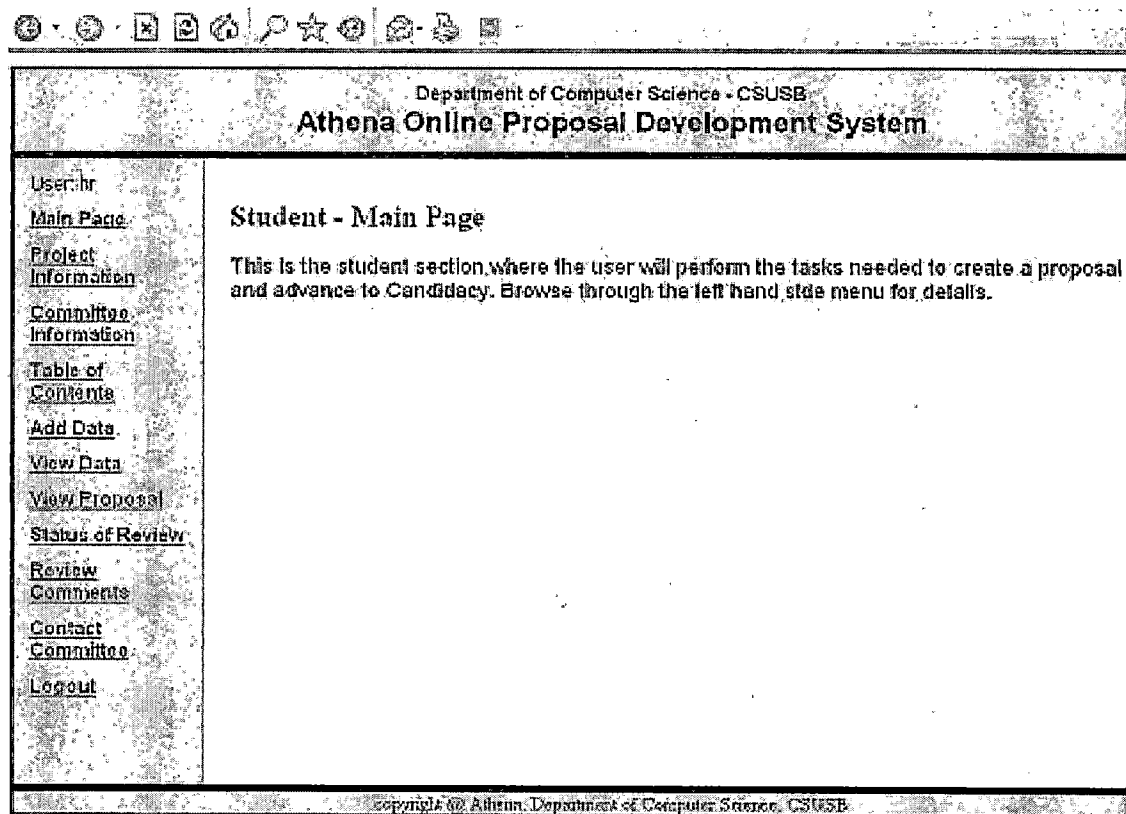 Department of Computer Science - CSUSB
Athena Online Proposal Development System
User: hr
Main Page
Project
Information
Committee
Information
Table of
Contents
Add Data
View Data
View Proposal
Status of Review
Review
Comments
Contact
Committee
Logout
Student - Main Page
This is the student section where the user will perform the tasks needed to create a proposal
and advance to Candidacy. Browse through the left hand side menu for details.
Athena, Department of Computer Science, CSUSB